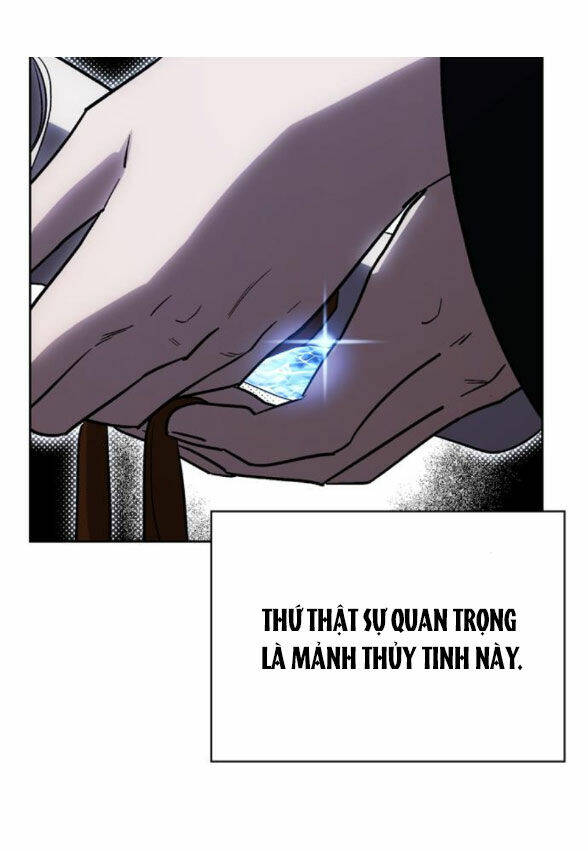 THỨ THẬT SỰ QUAN TRỌNG
LÀ MẢNH THỦY TINH NÀY.